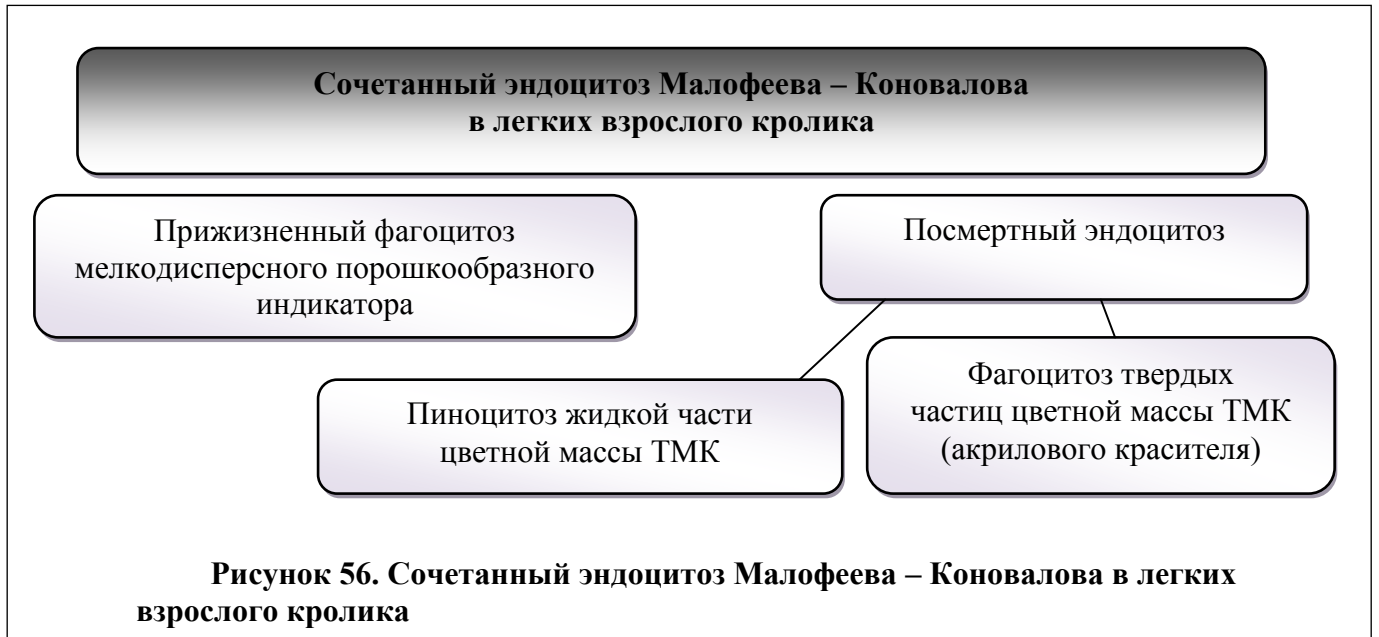 Сочетанный эндоцитоз Малофеева – Коновалова
в легких взрослого кролика
Прижизненный фагоцитоз
мелкодисперсного порошкообразного
индикатора
Посмертный эндоцитоз
Пиноцитоз жидкой части
цветной массы ТМК
Фагоцитоз твердых
частиц цветной массы ТМК
(акрилового красителя)
Рисунок 56. Сочетанный эндоцитоз Малофеева – Коновалова в легких
взрослого кролика